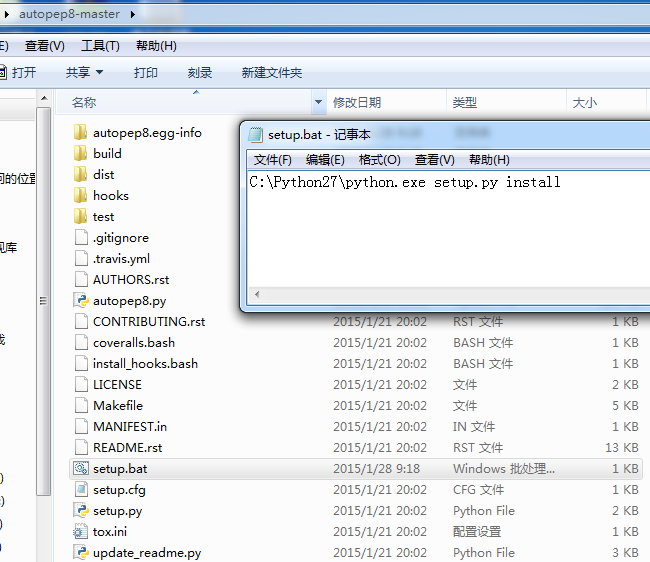 autopep8-master
E) 查看(V) 工具(T) 帮助(H)
打开 共享 打印 刻录 新建文件夹
名称 修改日期 类型 大小
autopep8.egg-info
setup.bat - 记事本
build
文件(F) 编辑(E) 格式(O) 查看(V) 帮助(H)
dist
C:\Python27\python.exe setup.py install
的位置
hooks
test
.gitignore
视库
.travis.yml
AUTHORS.rst
autopep8.py
CONTRIBUTING.rst 2015/1/21 20:02 RST 文件 1 KB
coveralls.bash 2015/1/21 20:02 BASH 文件 1 KB
install_hooks.bash 2015/1/21 20:02 BASH 文件 1 KB
LICENSE 2015/1/21 20:02 文件 2 KB
Makefile 2015/1/21 20:02 文件 5 KB
MANIFEST.in 2015/1/21 20:02 IN 文件 1 KB
README.rst 2015/1/21 20:02 RST 文件 13 KB
setup.bat 2015/1/28 9:18 Windows 批处理... 1 KB
setup.cfg 2015/1/21 20:02 CFG 文件 1 KB
setup.py 2015/1/21 20:02 Python File 2 KB
tox.ini 2015/1/21 20:02 配置设置 1 KB
update_readme.py 2015/1/21 20:02 Python File 3 KB